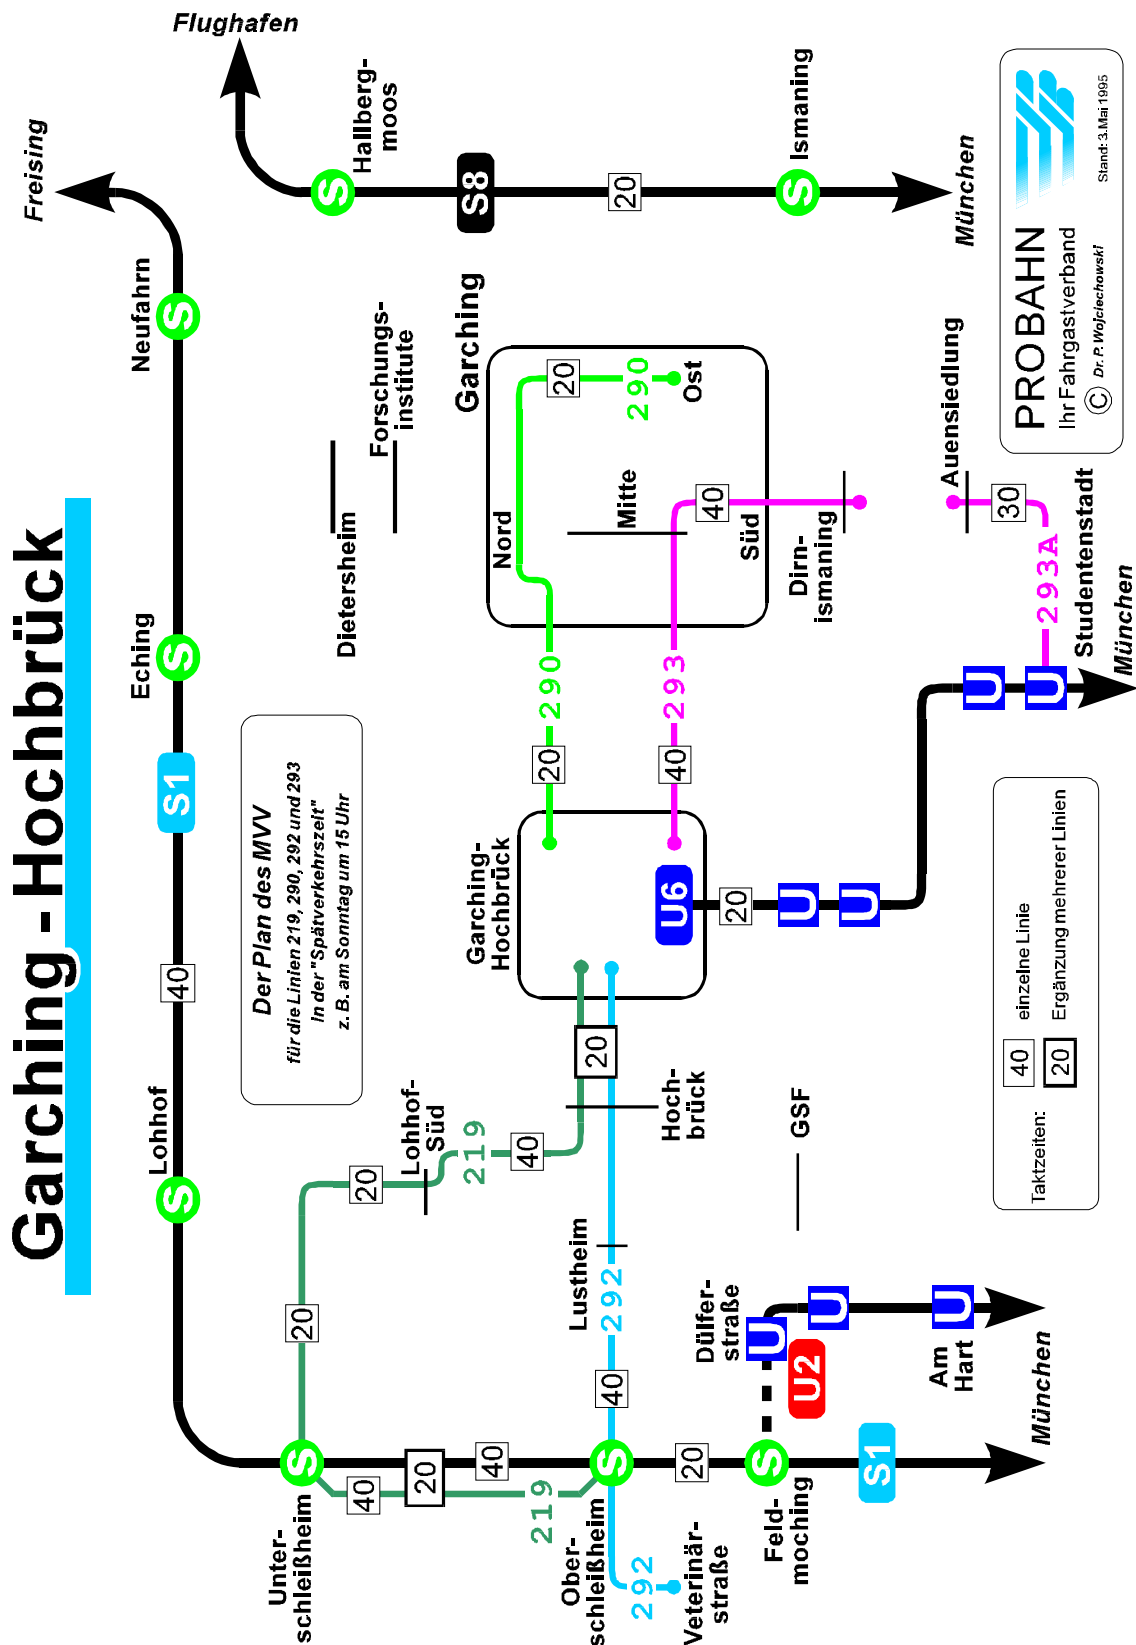 Garching - Hochbrück
Freising
Flughafen
Neufahrn
S
Eching
S
S1
40
Lohhof
S
Hallberg-
moos
S
S8
20
Ismaning
S
München
Der Plan des MVV
für die Linien 219, 290, 292 und 293
In der "Spätverkehrszeit"
z. B. am Sonntag um 15 Uhr
Dietersheim
Forschungs-
institute
Garching
Nord
20
290
Ost
Mitte
40
Süd
Dirn-
ismaning
290
20
293
40
Garching-
Hochbrück
U6
20
U
U
U
U
Auensiedlung
30
293A
Studentenstadt
München
Lohhof-
Süd
20
219
40
20
20
Hoch-
brück
Lustheim
292
40
GSF
Dülfer-
straße
U
U2
U
U
Am
Hart
München
Unter-
schleißheim
S
40
20
40
219
Ober-
schleißheim
S
292
Veterinär-
straße
20
Feld-
moching
S
S1
Taktzeiten:
40
einzelne Linie
20
Ergänzung mehrerer Linien
PRO BAHN
Ihr Fahrgastverband
© Dr. P. Wojciechowski
Stand: 3.Mai 1995